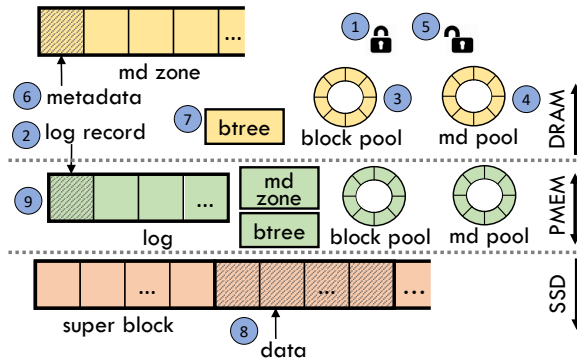 ...
1
5
md zone
6 metadata
3
4
2 log record
7
btree
block pool
md pool
DRAM
9
...
md
zone
btree
log
block pool
md pool
PMEM
...
...
...
super block
8
data
SSD